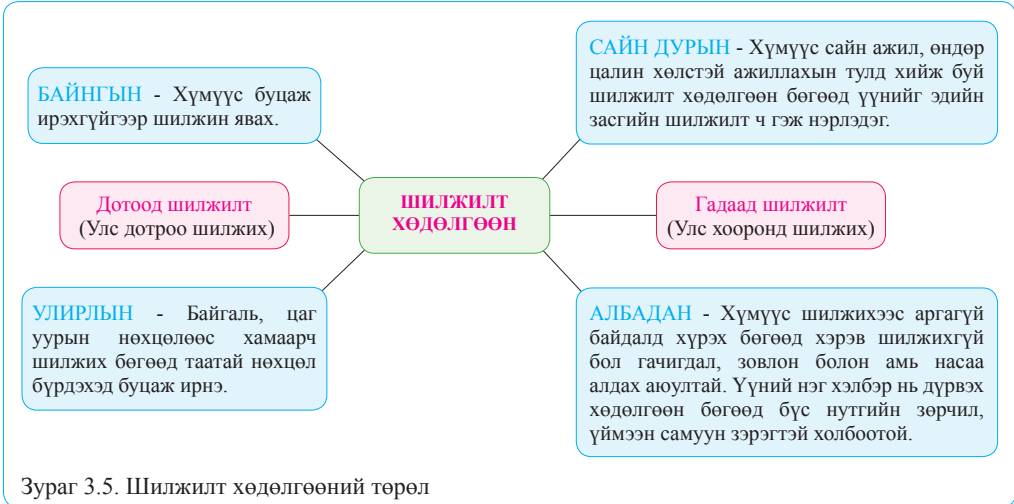 БАЙНГЫН - Хүмүүс буцаж
ирэхгүйгээр шилжин явах.
САЙН ДУРЫН - Хүмүүс сайн ажил, өндөр
цалин хөлстэй ажиллахын тулд хийж буй
шилжилт хөдөлгөөн бөгөөд үүнийг эдийн
засгийн шилжилт ч гэж нэрлэдэг.
Дотоод шилжилт
(Улс дотроо шилжих)
ШИЛЖИЛТ
ХӨДӨЛГӨӨН
Гадаад шилжилт
(Улс хооронд шилжих)
УЛИРЛЫН - Байгаль, цаг
уурын нөхцөлөөс хамаарч
шилжих бөгөөд таатай нөхцөл
бүрдэхэд буцаж ирнэ.
АЛБАДАН - Хүмүүс шилжихээс аргагүй
байдалд хүрэх бөгөөд хэрэв шилжихгүй
бол гачигдал, зовлон болон амь насаа
алдах аюултай. Үүний нэг хэлбэр нь дүрвэх
хөдөлгөөн бөгөөд бүс нутгийн зөрчил,
үймээн самуун зэрэгтэй холбоотой.
Зураг 3.5. Шилжилт хөдөлгөөний төрөл